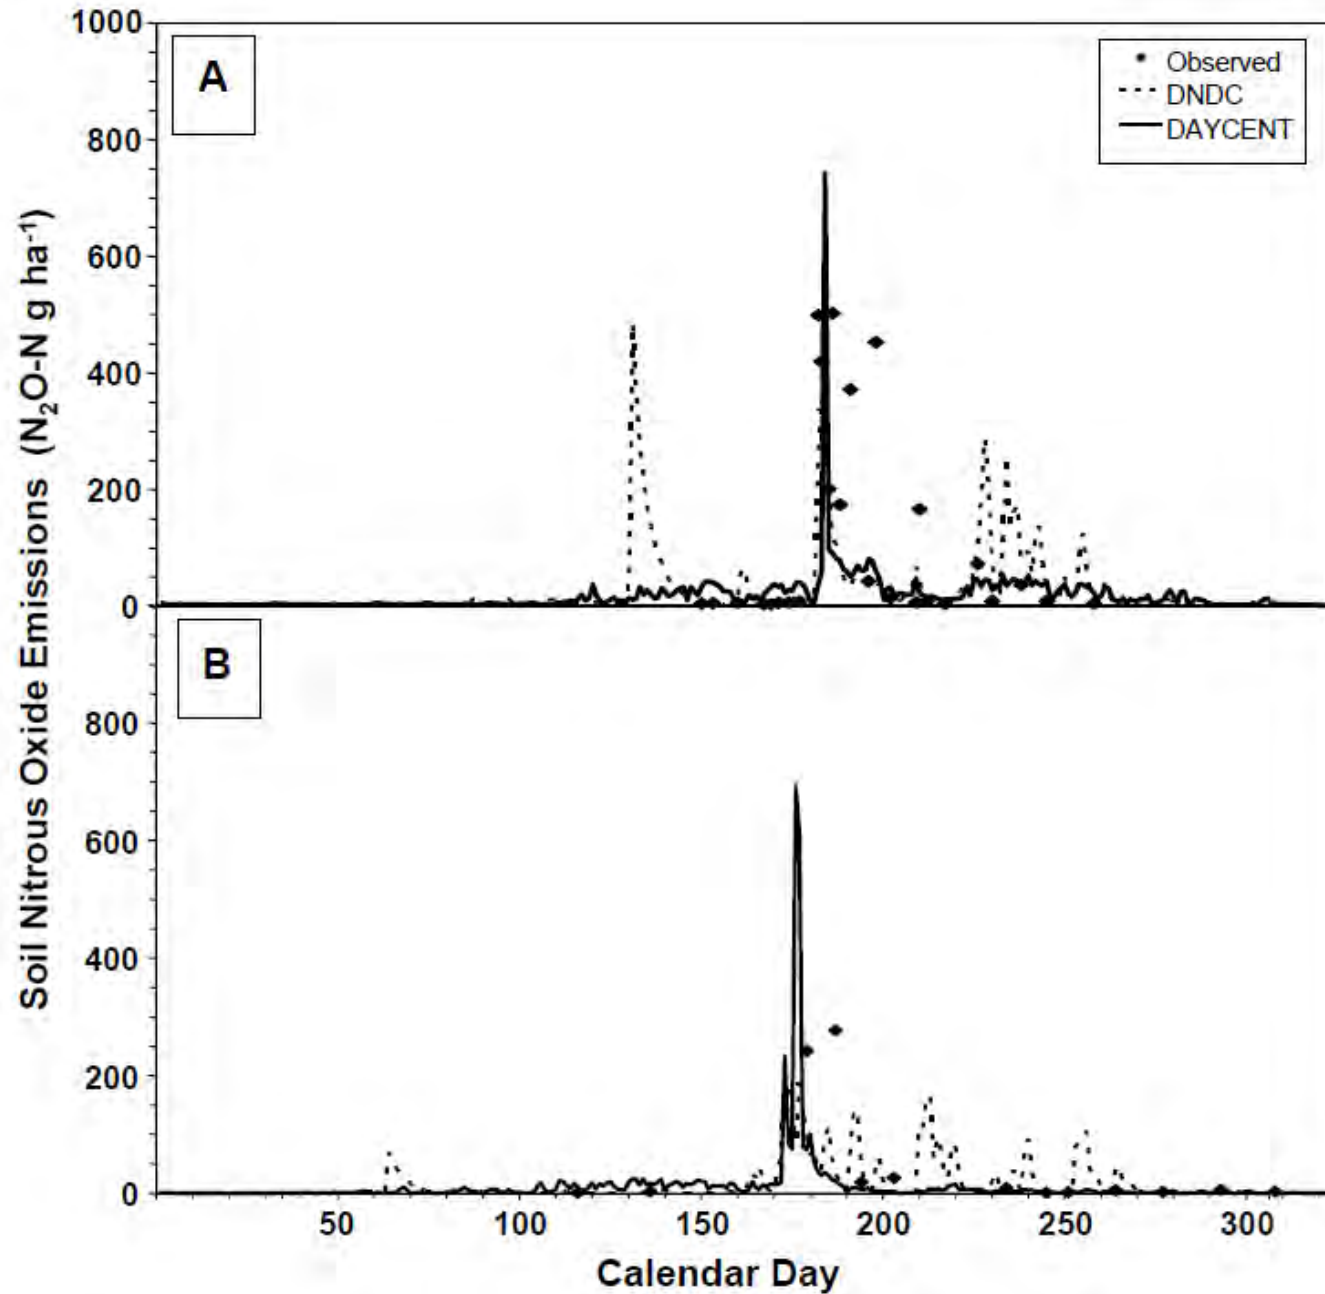 1000
A
Observed
DNDC
DAYCENT
800
600
400
200
0
B
800
600
400
200
0
50 100 150 200 250 300
Calendar Day
Soil Nitrous Oxide Emissions (N₂O-N g ha⁻¹)